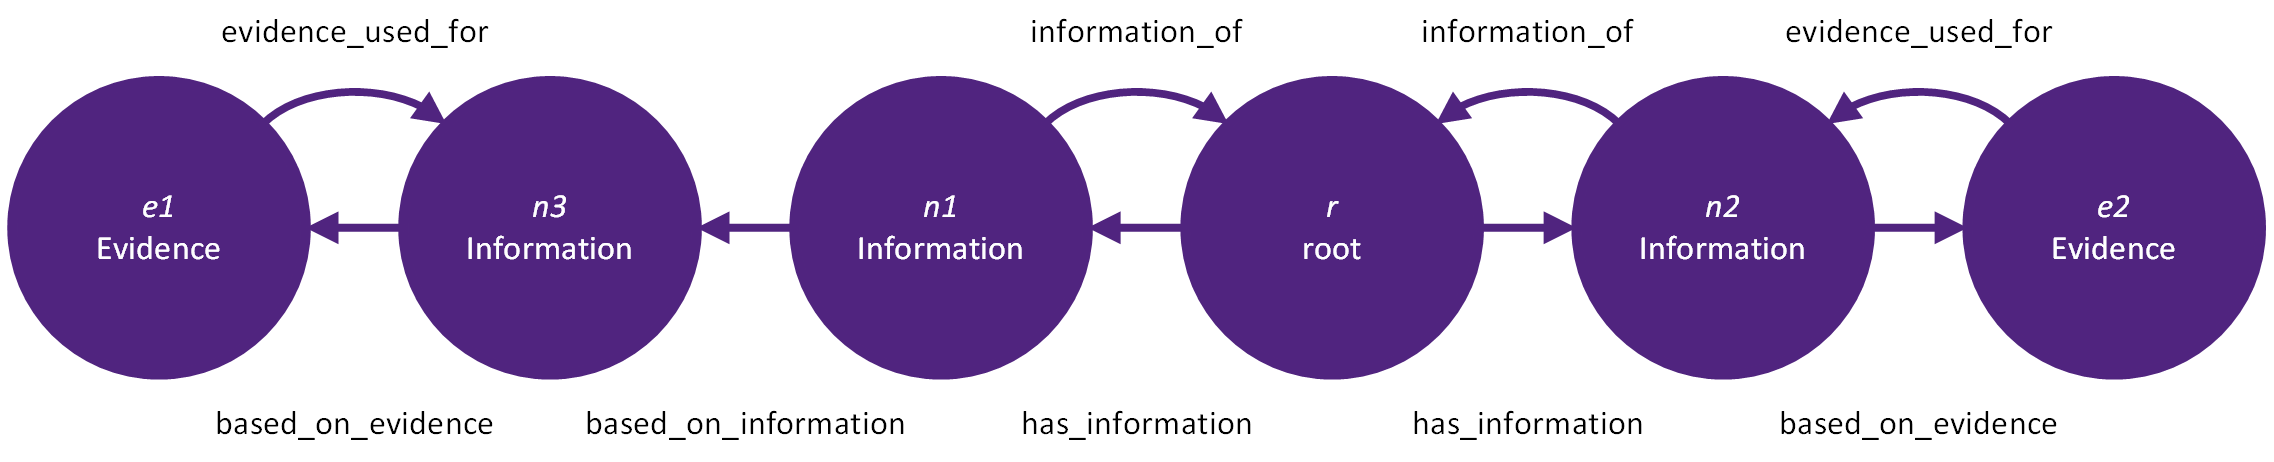 evidence_used_for
information_of
information_of
evidence_used_for
e1
Evidence
n3
Information
n1
Information
r
root
n2
Information
e2
Evidence
based_on_evidence
based_on_information
has_information
has_information
based_on_evidence